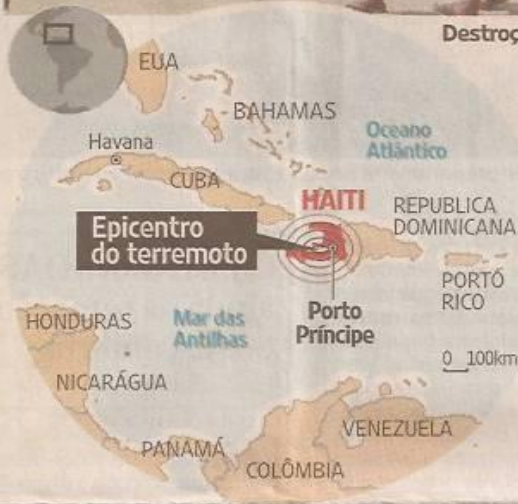 Destroç
EUA
BAHAMAS
Oceano
Atlântico
Havana
CUBA
HAITI
REPUBLICA
DOMINICANA
Epicentro
do terremoto
PORTÓ
RICO
Porto
Príncipe
HONDURAS
Mar das
Antilhas
0 100km
NICARÁGUA
VENEZUELA
PANAMÁ
COLÔMBIA